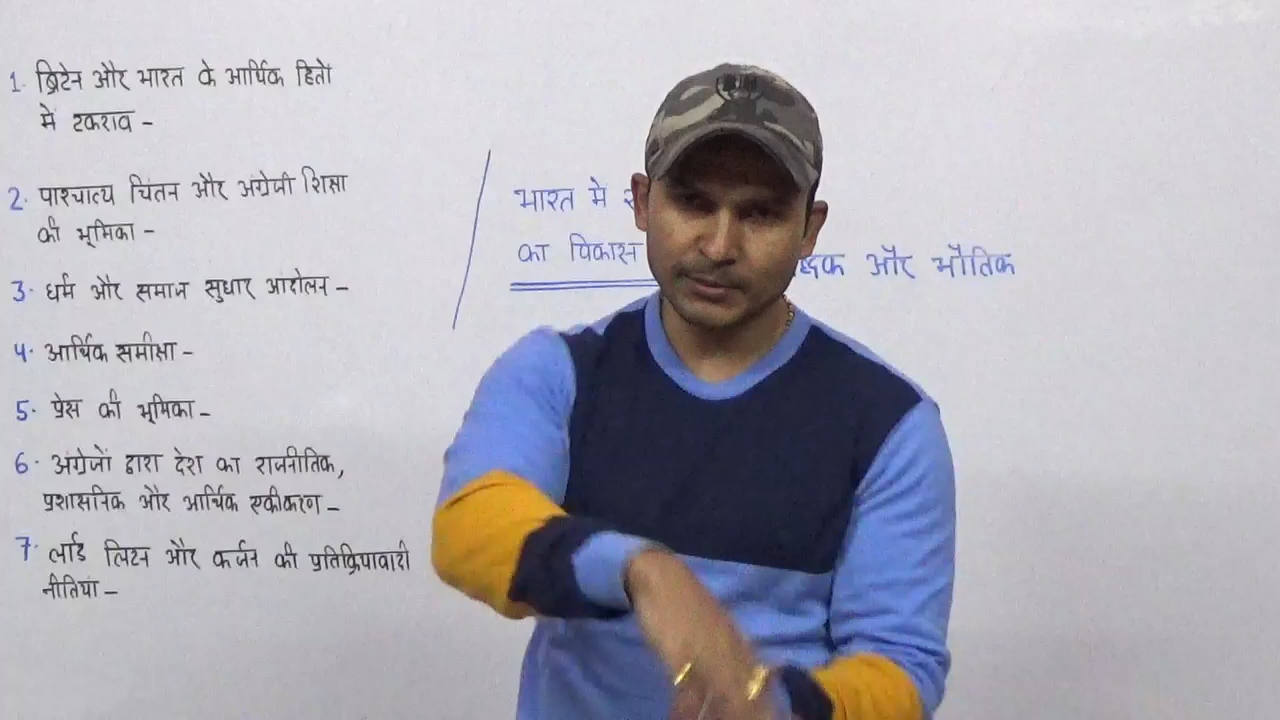 1. ब्रिटेन और भारत के आर्थिक हितों
में टकराव –
2. पाश्चात्य चिंतन और अंग्रेजी शिक्षा
की भूमिका –
3. धर्म और समाज सुधार आंदोलन –
4. आर्थिक समीक्षा –
5. प्रेस की भूमिका –
6. अंग्रेजों द्वारा देश का राजनीतिक,
प्रशासनिक और आर्थिक एकीकरण –
7. लार्ड लिटन और कर्जन की प्रतिक्रियावादी
नीतियां –
भारत में
का विकास और भौतिक